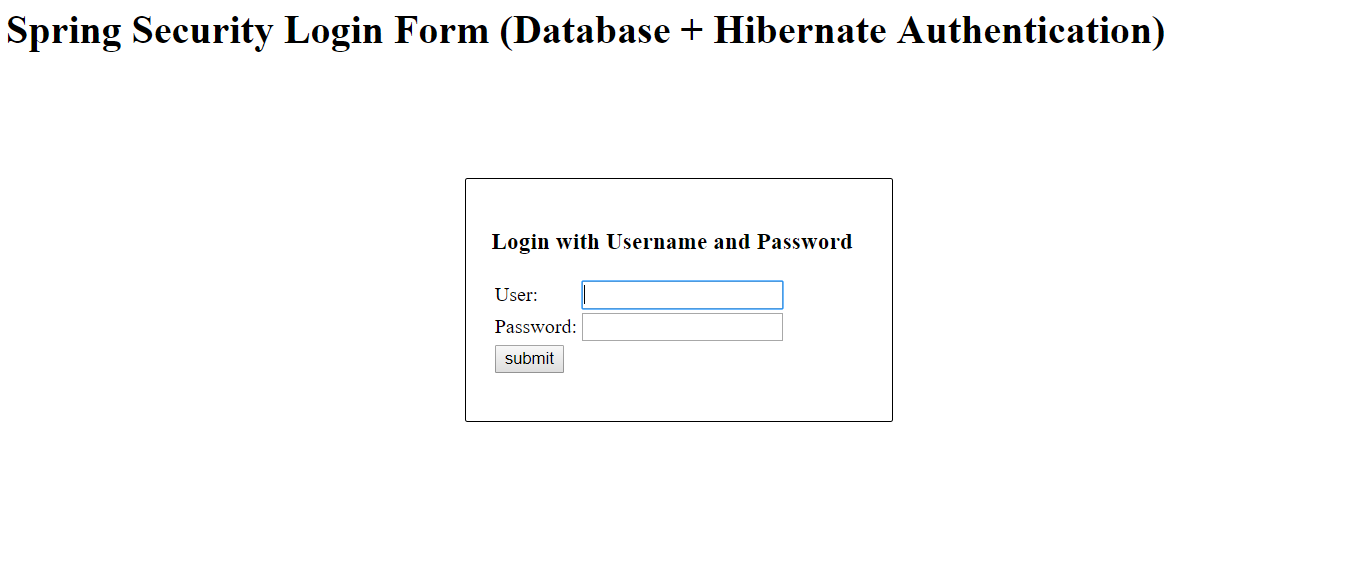 Spring Security Login Form (Database + Hibernate Authentication)
Login with Username and Password
User:
Password:
submit